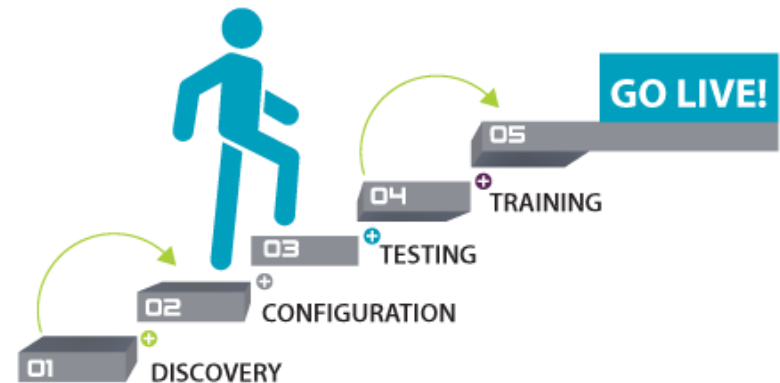 01
DISCOVERY
02
CONFIGURATION
03
TESTING
04
TRAINING
05
GO LIVE!